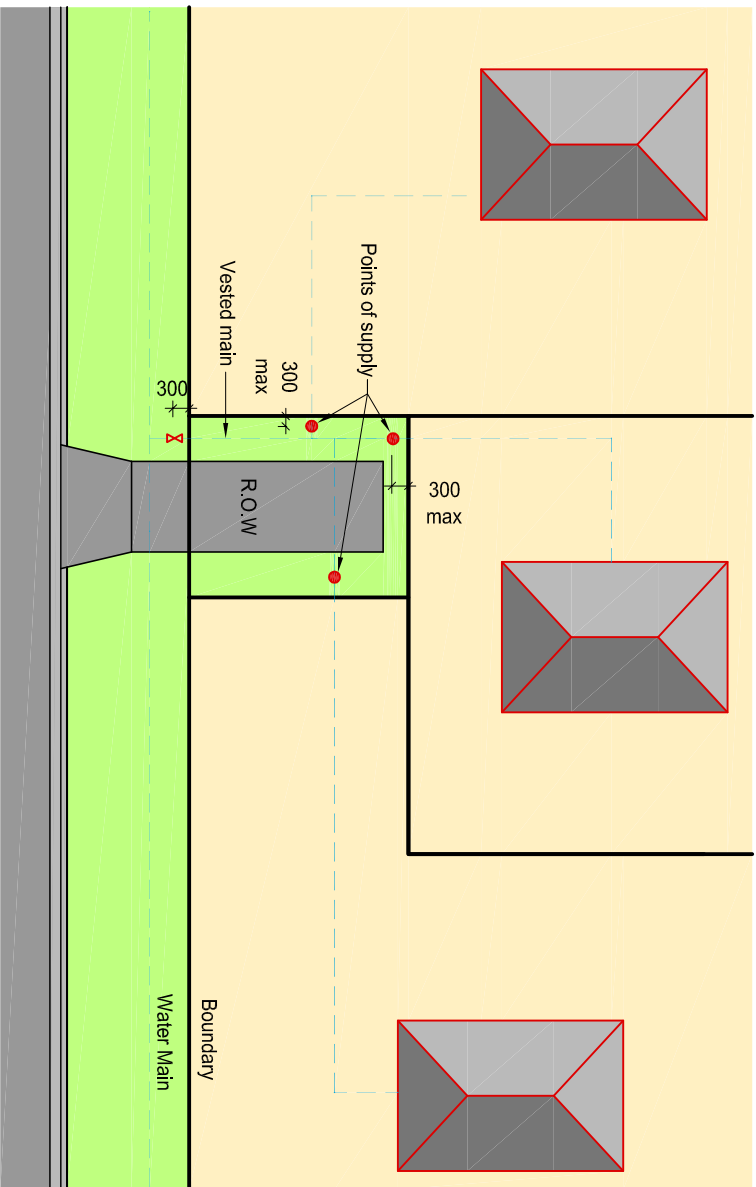 Points of supply
Vested main
300
max
300
300
max
R.O.W
Boundary
Water Main